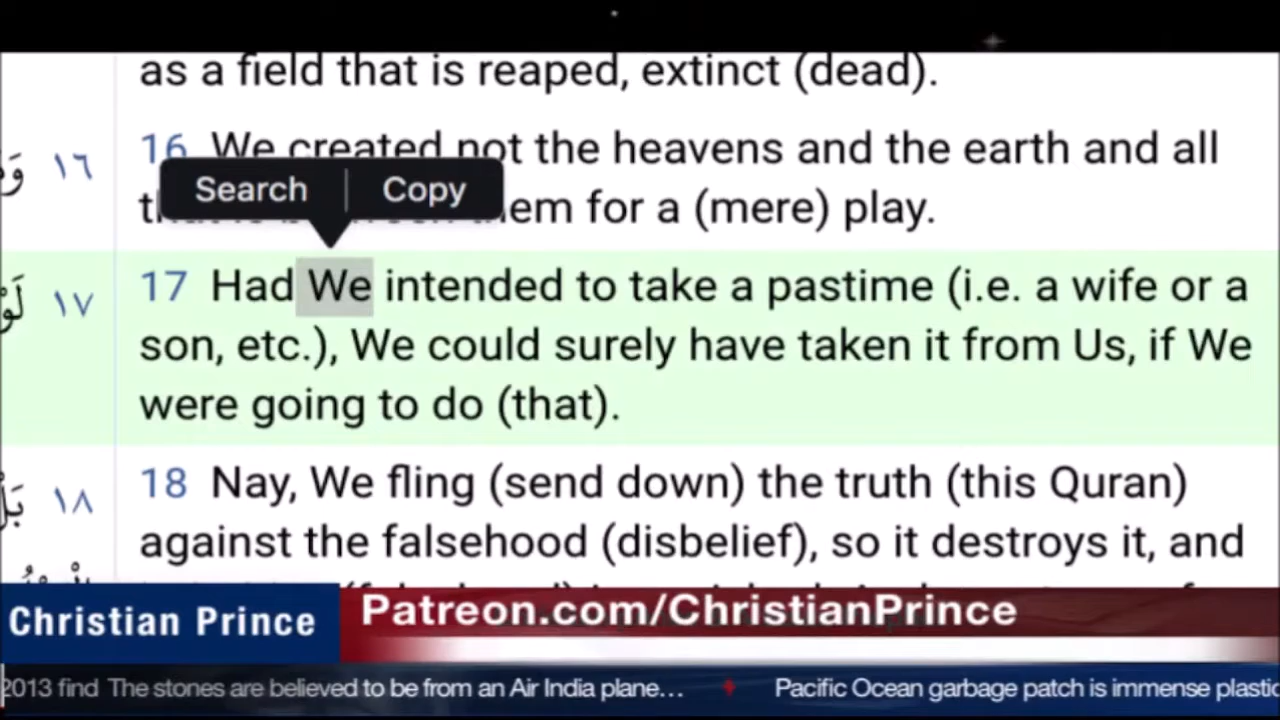 as a field that is reaped, extinct (dead).
١٦ 16 We created not the heavens and the earth and all
Search Copy
them for a (mere) play.
١٧ 17 Had We intended to take a pastime (i.e. a wife or a
son, etc.), We could surely have taken it from Us, if We
were going to do (that).
١٨ 18 Nay, We fling (send down) the truth (this Quran)
against the falsehood (disbelief), so it destroys it, and
Christian Prince
Patreon.com/ChristianPrince
2013 find The stones are believed to be from an Air India plane... Pacific Ocean garbage patch is immense plastic